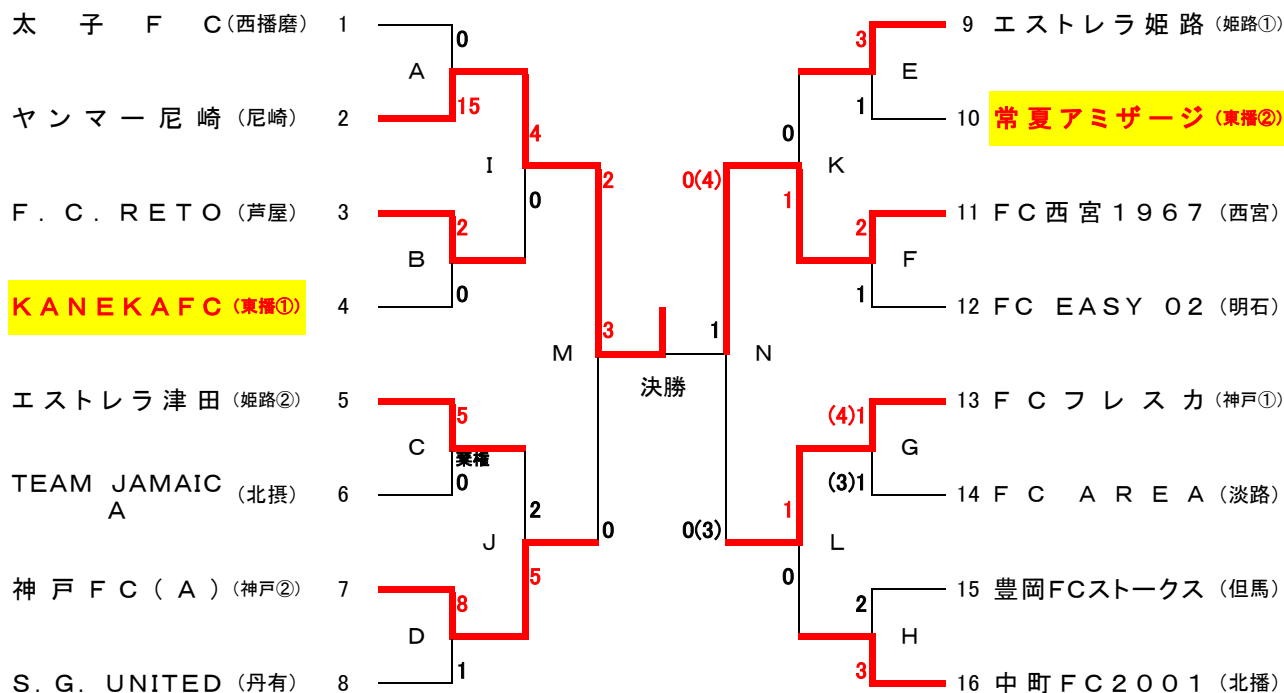 太子FC(西播磨) 1
0
A
15
ヤンマー尼崎(尼崎) 2
4
I
0
F.C.RETO(芦屋) 3
2
B
0
KANEKAFC(東播①) 4
2
M
3
エストレラ津田(姫路②) 5
5
C
棄権
0
TEAM JAMAIC
A
(北摂) 6
2
J
5
0
神戸FC(A)(神戸②) 7
8
D
1
S.G. UNITED(丹有) 8
決勝
9 エストレラ姫路(姫路①)
3
E
1
10 常夏アミザージ(東播②)
0
K
1
0(4)
11 FC西宮1967(西宮)
2
F
1
12 FC EASY 02(明石)
1
N
13 FCフレスカ(神戸①)
(4)1
G
(3)1
14 FC AREA(淡路)
1
L
0
0(3)
15 豊岡FCストークス(但馬)
2
H
3
16 中町FC2001(北播)